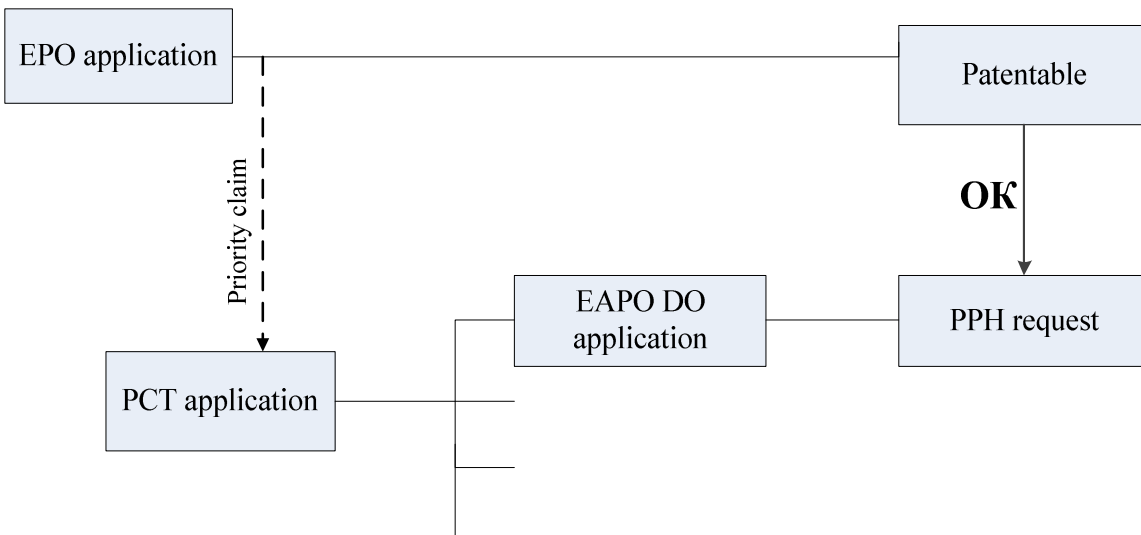 EPO application
Patentable
Priority claim
OK
EAPO DO
application
PPH request
PCT application